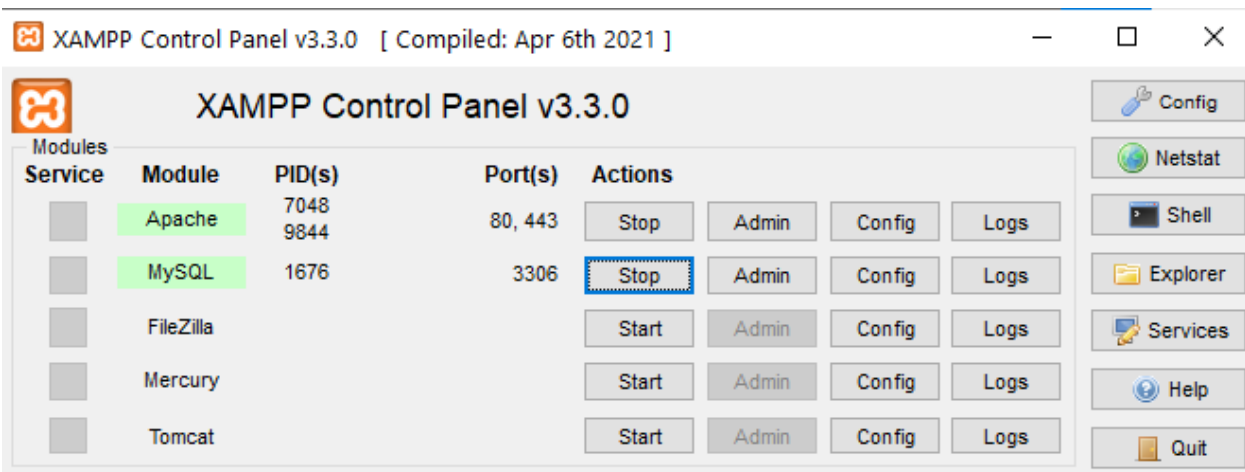 XAMPP Control Panel v3.3.0 [ Compiled: Apr 6th 2021 ]
XAMPP Control Panel v3.3.0
Config
Modules
Service Module PID(s) Port(s) Actions
Netstat
Apache 7048 9844 80, 443 Stop Admin Config Logs
Shell
MySQL 1676 3306 Stop Admin Config Logs
Explorer
FileZilla Start Admin Config Logs
Services
Mercury Start Admin Config Logs
Help
Tomcat Start Admin Config Logs
Quit